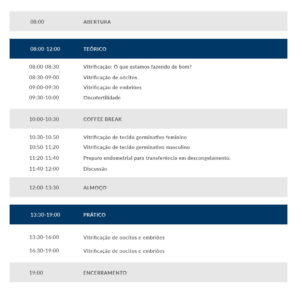 08:00 ABERTURA
08:00-12:00 TEÓRICO
08:00-08:30 Vitrificação: O que estamos fazendo de bom?
08:30-09:00 Vitrificação de oócitos
09:00-09:30 Vitrificação de embriões
09:30-10:00 Oncofertilidade
10:00-10:30 COFFEE BREAK
10:30-10:50 Vitrificação de tecido germinativo feminino
10:50-11:20 Vitrificação de tecido germinativo masculino
11:20-11:40 Preparo endometrial para transferência em descongelamento.
11:40-12:00 Discussão
12:00-13:30 ALMOÇO
13:30-19:00 PRÁTICO
13:30-16:00 Vitrificação de oocitos e embriões
16:30-19:00 Vitrificação de oocitos e embriões
19:00 ENCERRAMENTO